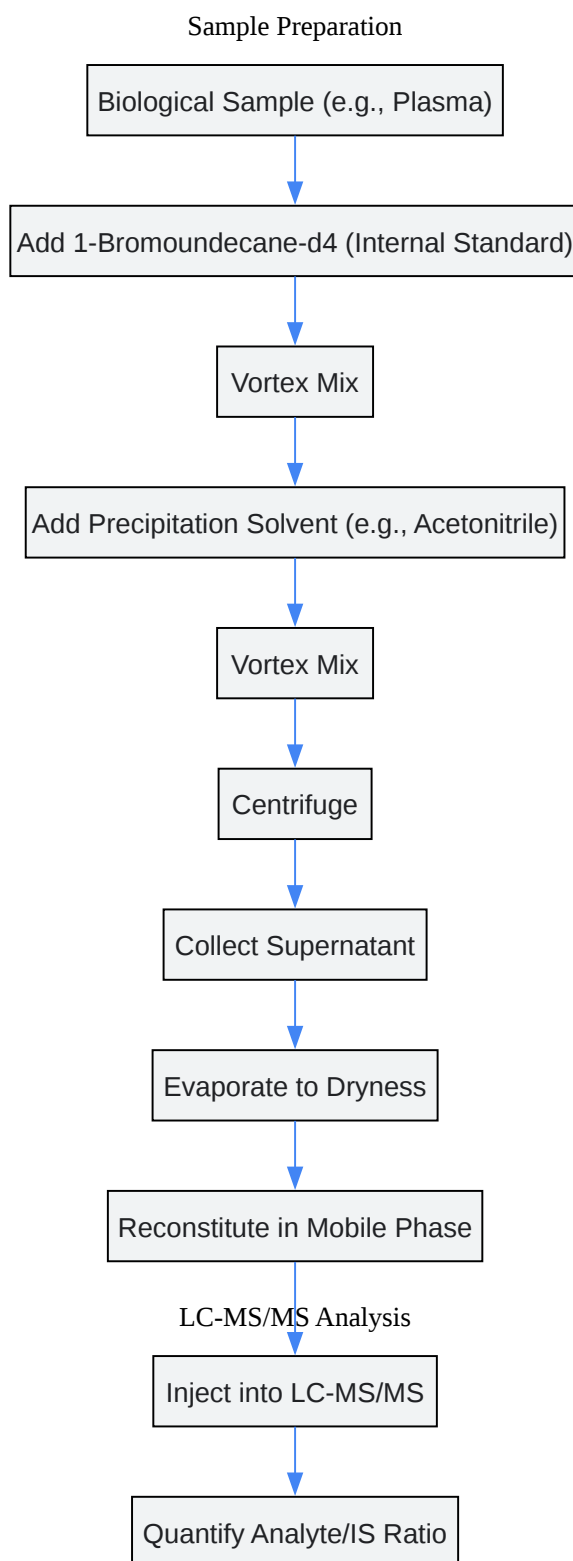 Sample Preparation
Biological Sample (e.g., Plasma)
Add 1-Bromoundecane-d4 (Internal Standard)
Vortex Mix
Add Precipitation Solvent (e.g., Acetonitrile)
Vortex Mix
Centrifuge
Collect Supernatant
Evaporate to Dryness
Reconstitute in Mobile Phase
LC-MS/MS Analysis
Inject into LC-MS/MS
Quantify Analyte/IS Ratio